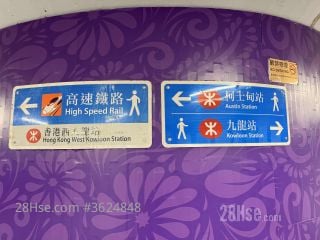 高速鐵路
High Speed Rail
香港西九龍站
Hong Kong West Kowloon Station
柯士甸站
Austin Station
九龍站
Kowloon Station
28Hse.com #3624848
28Hse.com